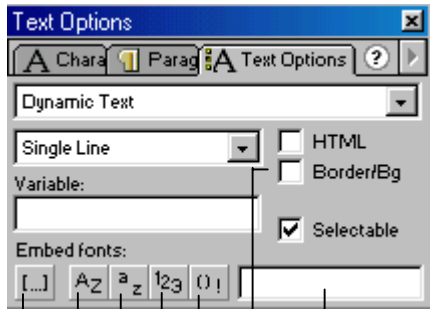 Text Options
A Chara ¶ Parag A Text Options ?
Dynamic Text
Single Line
HTML
Border/Bg
Variable:
Selectable
Embed fonts:
[...] Az az 123 ()!